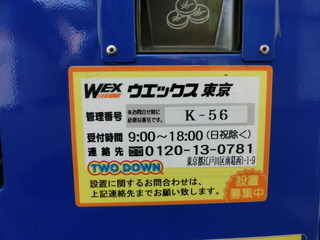 WEX ウエックス 東京
管理番号 ※お問合せ時に必要な番号です。 K-56
受付時間 9:00～18:00(日祝除く)
連絡先 0120-13-0781
東京都江戸川区南葛西1-1-9
TWO DOWN
設置に関するお問合わせは、
上記連絡先までお願い致します。
設置
募集中